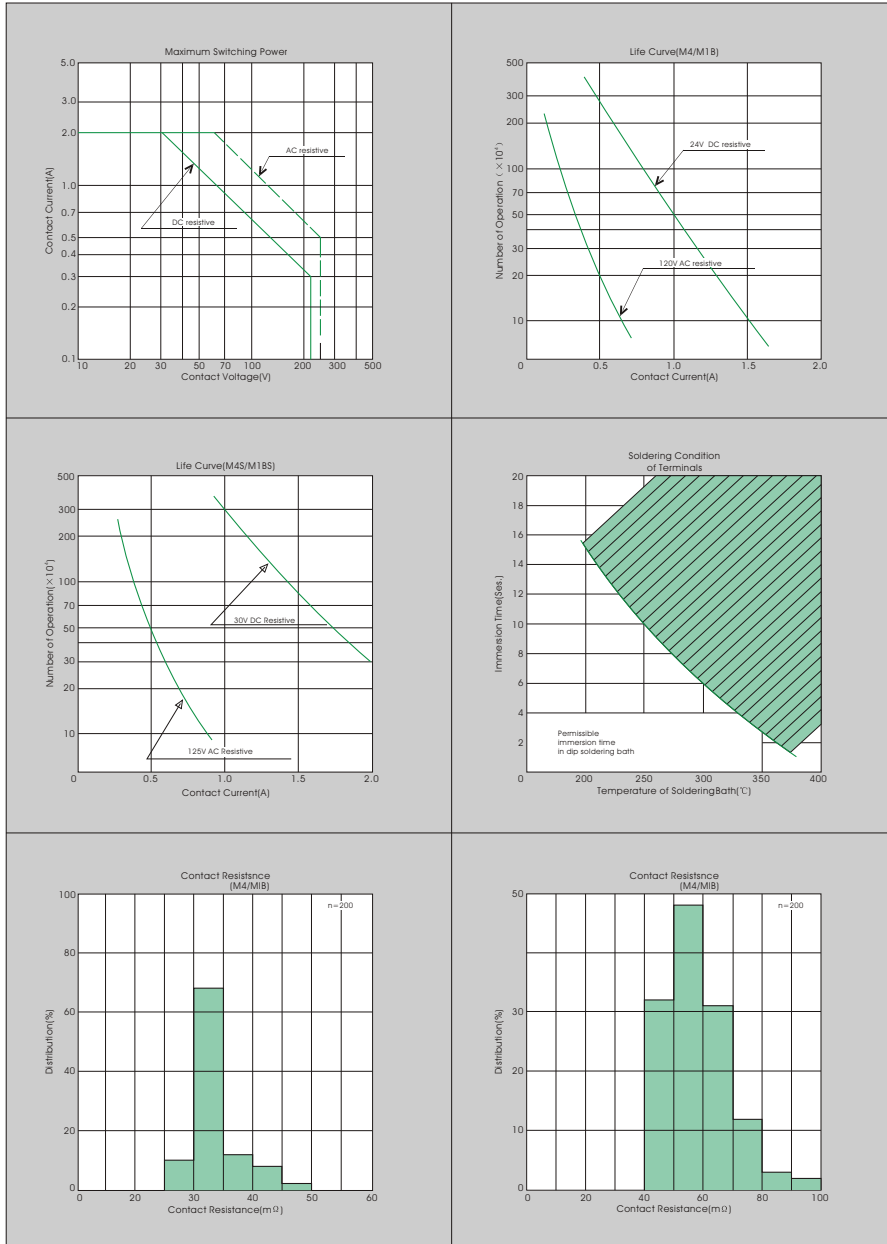 Maximum Switching Power
5.0
3.0
2.0
1.0
0.7
0.5
0.4
0.3
0.2
0.1
Contact Current(A)
AC resistive
DC resistive
10 20 30 50 70 100 200 300 500
Contact Voltage(V)
Life Curve(M4/M1B)
500
300
200
100
70
50
30
20
10
Number of Operation (×10⁴)
24V DC resistive
120V AC resistive
0 0.5 1.0 1.5 2.0
Contact Current(A)
Life Curve(M4S/M1BS)
500
300
200
100
70
50
30
20
10
Number of Operation(×10⁴)
30V DC Resistive
125V AC Resistive
0 0.5 1.0 1.5 2.0
Contact Current(A)
Soldering Condition
of Terminals
20
18
16
14
12
10
8
6
4
2
Immersion Time(Ses.)
Permissible
immersion time
in dip soldering bath
0 200 250 300 350 400
Temperature of SolderingBath(℃)
Contact Resistsnce
(M4/MIB)
n=200
100
80
60
40
20
0
Distribution(%)
0 20 30 40 50 60
Contact Resistance(mΩ)
Contact Resistsnce
(M4/MIB)
n=200
50
30
20
10
0
Distribution(%)
20 40 60 80 100
Contact Resistance(mΩ)